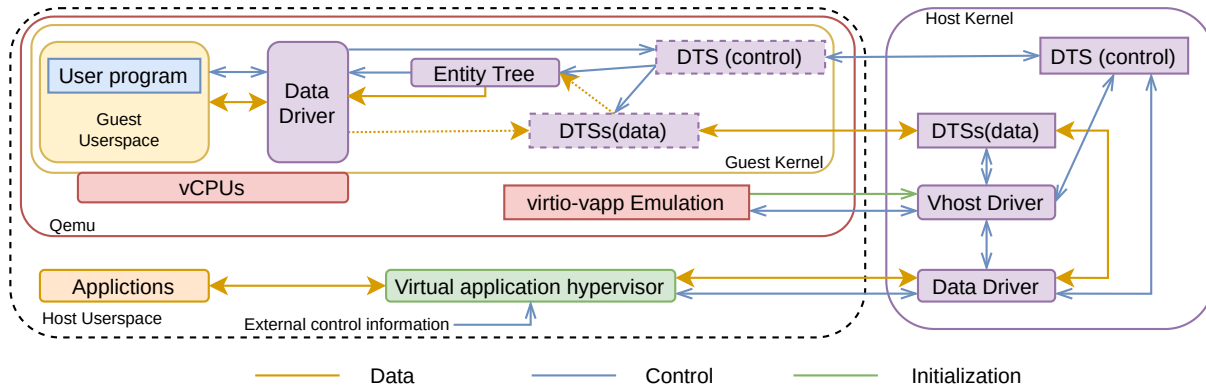 Host Kernel
User program
Guest
Userspace
Data
Driver
Entity Tree
DTS (control)
DTS (control)
DTSs(data)
DTSs(data)
Guest Kernel
vCPUs
virtio-vapp Emulation
Vhost Driver
Qemu
Applictions
Virtual application hypervisor
Data Driver
Host Userspace
External control information
Data
Control
Initialization